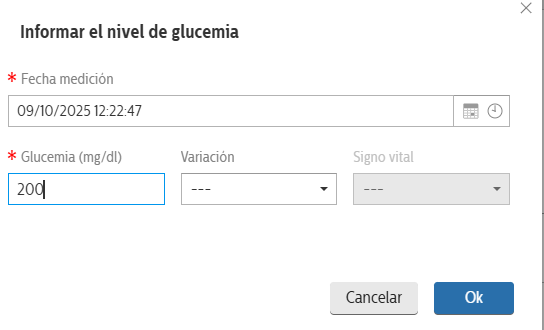 Informar el nivel de glucemia
* Fecha medición
09/10/2025 12:22:47
* Glucemia (mg/dl) Variación Signo vital
200 --- ---
Cancelar Ok